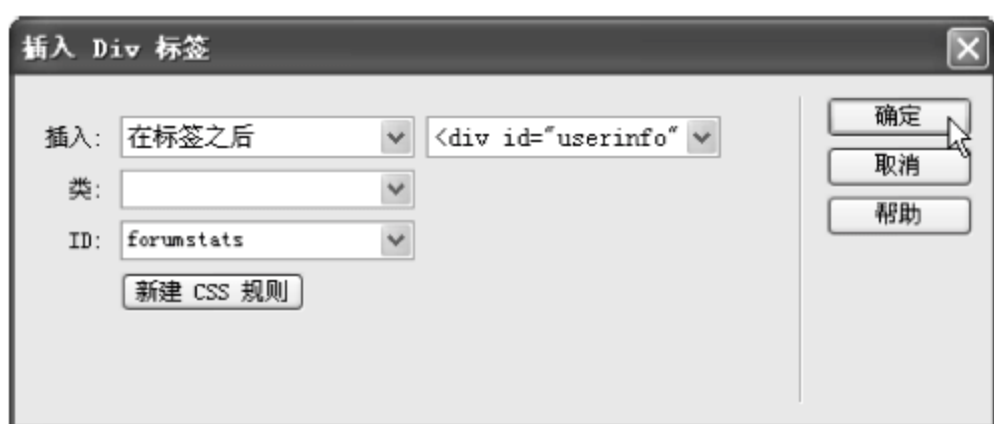 插入 Div 标签
插入: 在标签之后 <div id="userinfo" 确定
取消
类:
帮助
ID: forumstats
新建 CSS 规则